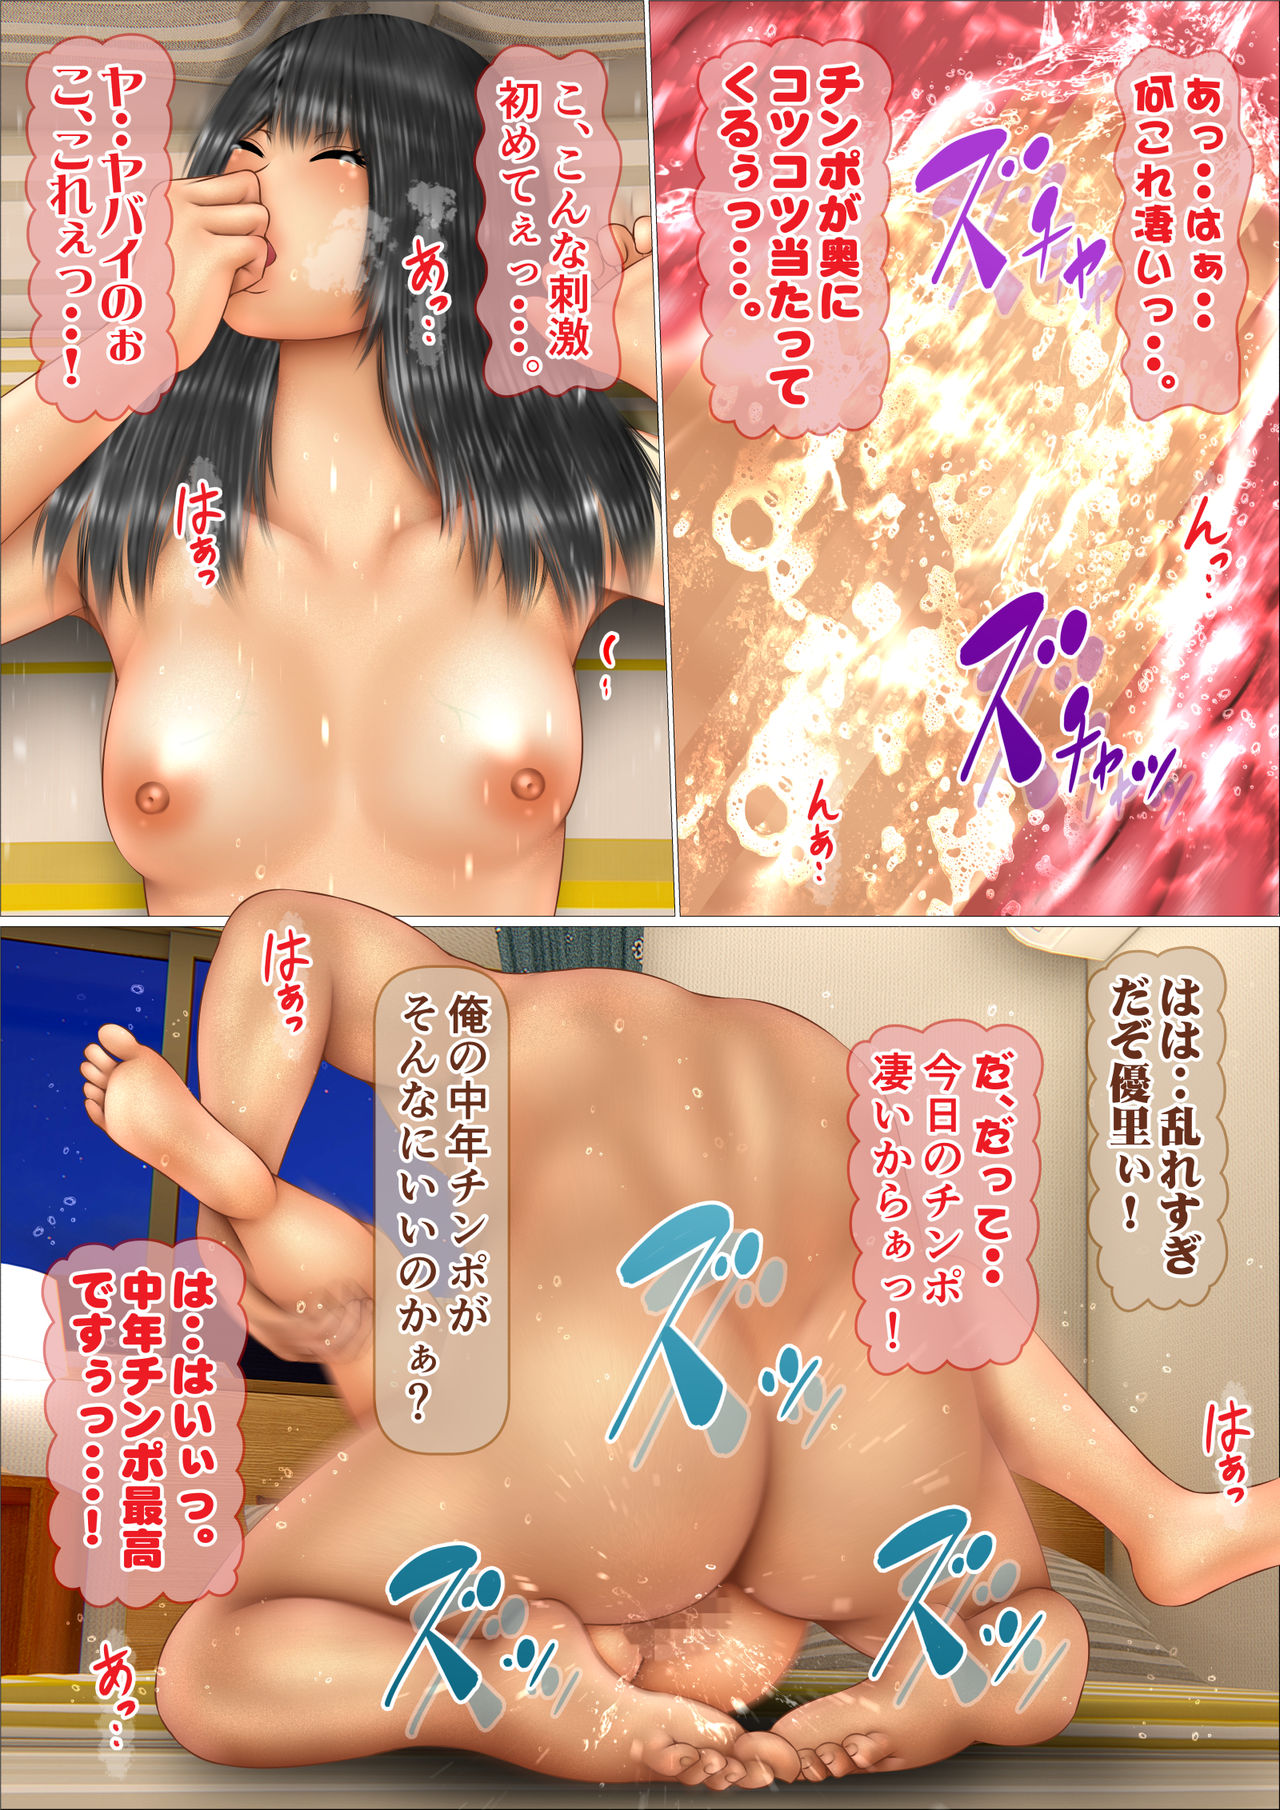 あっ‥‥はぁ‥‥
何これ凄いっ‥‥。
チンポが奥に
コツコツ当たって
くるぅっ‥‥‥。
ズチャ
ズチャッ
んっ‥
んぁ‥
こ、こんな刺激
初めてぇっ‥‥‥。
あっ‥
ヤ‥‥ヤバイのぉ
こ、これぇっ‥‥‥！
はぁっ
はは‥‥乱れすぎ
だぞ優里ぃ！
だ、だって‥‥
今日のチンポ
凄いからぁっ！
俺の中年チンポが
そんなにいいのかぁ？
は‥‥はいぃっ。
中年チンポ最高
ですぅっ‥‥‥！
はぁっ
はぁっ
あっ‥
ズッ
ズッ
ズッ